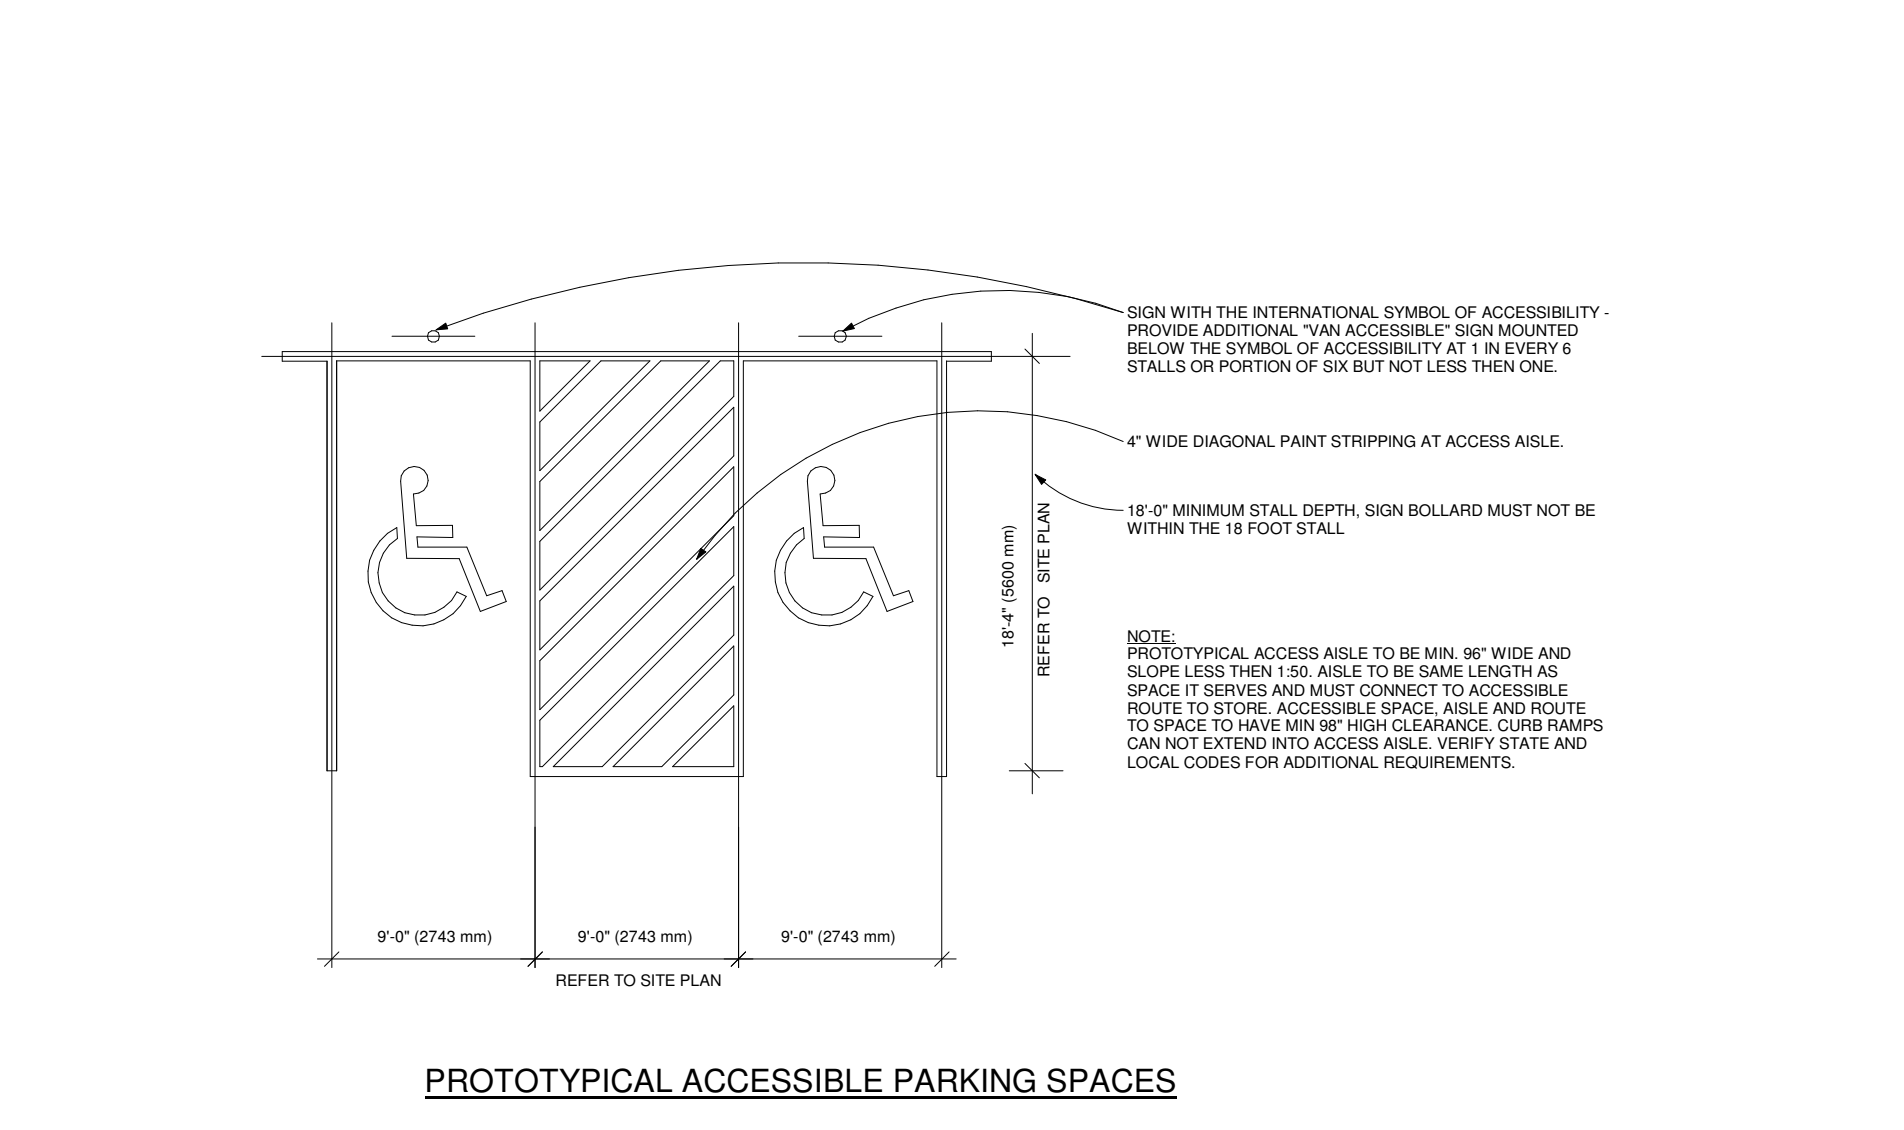 SIGN WITH THE INTERNATIONAL SYMBOL OF ACCESSIBILITY -
PROVIDE ADDITIONAL "VAN ACCESSIBLE" SIGN MOUNTED
BELOW THE SYMBOL OF ACCESSIBILITY AT 1 IN EVERY 6
STALLS OR PORTION OF SIX BUT NOT LESS THEN ONE.
4" WIDE DIAGONAL PAINT STRIPPING AT ACCESS AISLE.
18'-0" MINIMUM STALL DEPTH, SIGN BOLLARD MUST NOT BE
WITHIN THE 18 FOOT STALL
18'-4" (5600 mm)
REFER TO SITE PLAN
NOTE:
PROTOTYPICAL ACCESS AISLE TO BE MIN. 96" WIDE AND
SLOPE LESS THEN 1:50. AISLE TO BE SAME LENGTH AS
SPACE IT SERVES AND MUST CONNECT TO ACCESSIBLE
ROUTE TO STORE. ACCESSIBLE SPACE, AISLE AND ROUTE
TO SPACE TO HAVE MIN 98" HIGH CLEARANCE. CURB RAMPS
CAN NOT EXTEND INTO ACCESS AISLE. VERIFY STATE AND
LOCAL CODES FOR ADDITIONAL REQUIREMENTS.
9'-0" (2743 mm)
9'-0" (2743 mm)
9'-0" (2743 mm)
REFER TO SITE PLAN
PROTOTYPICAL ACCESSIBLE PARKING SPACES